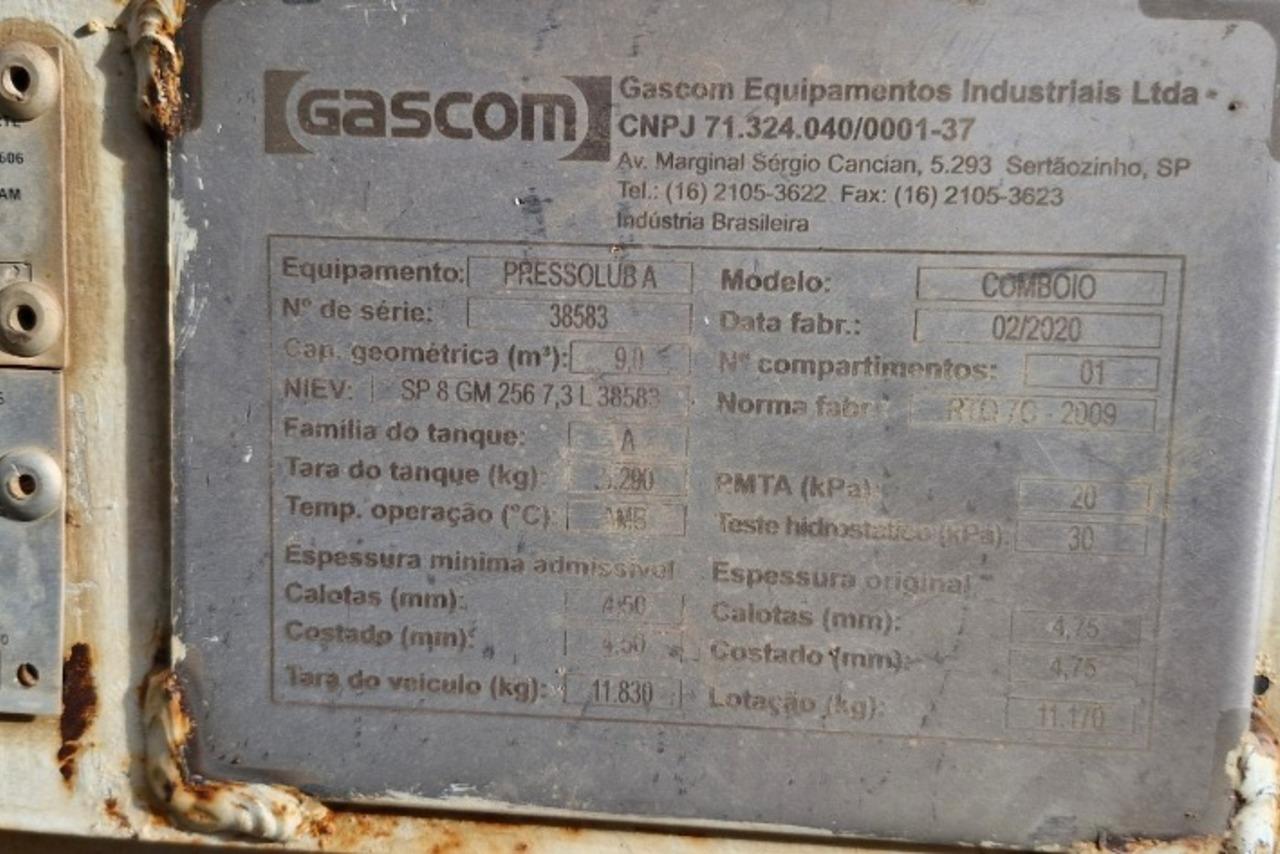 Gascom
Gascom Equipamentos Industriais Ltda
CNPJ 71.324.040/0001-37
Av. Marginal Sérgio Cancian, 5.293 Sertãozinho, SP
Tel.: (16) 2105-3622 Fax: (16) 2105-3623
Indústria Brasileira
606
AM
Equipamento: PRESSOLUB A Modelo: COMBOIO
Nº de série: 38583 Data fabr.: 02/2020
Cap. geométrica (m³): 9,0 Nº compartimentos: 01
NIEV: SP 8 GM 256 7,3 L 38583 Norma fabr.: RTQ 7C - 2009
Família do tanque: A
Tara do tanque (kg): PMTA (kPa): 20
Temp. operação (°C): AMB Teste hidrostático (kPa): 30
Espessura mínima admissível Espessura original
Calotas (mm): 4,50 Calotas (mm): 4,75
Costado (mm): 4,50 Costado (mm): 4,75
Tara do veículo (kg): 11.830 Lotação (kg): 11.170